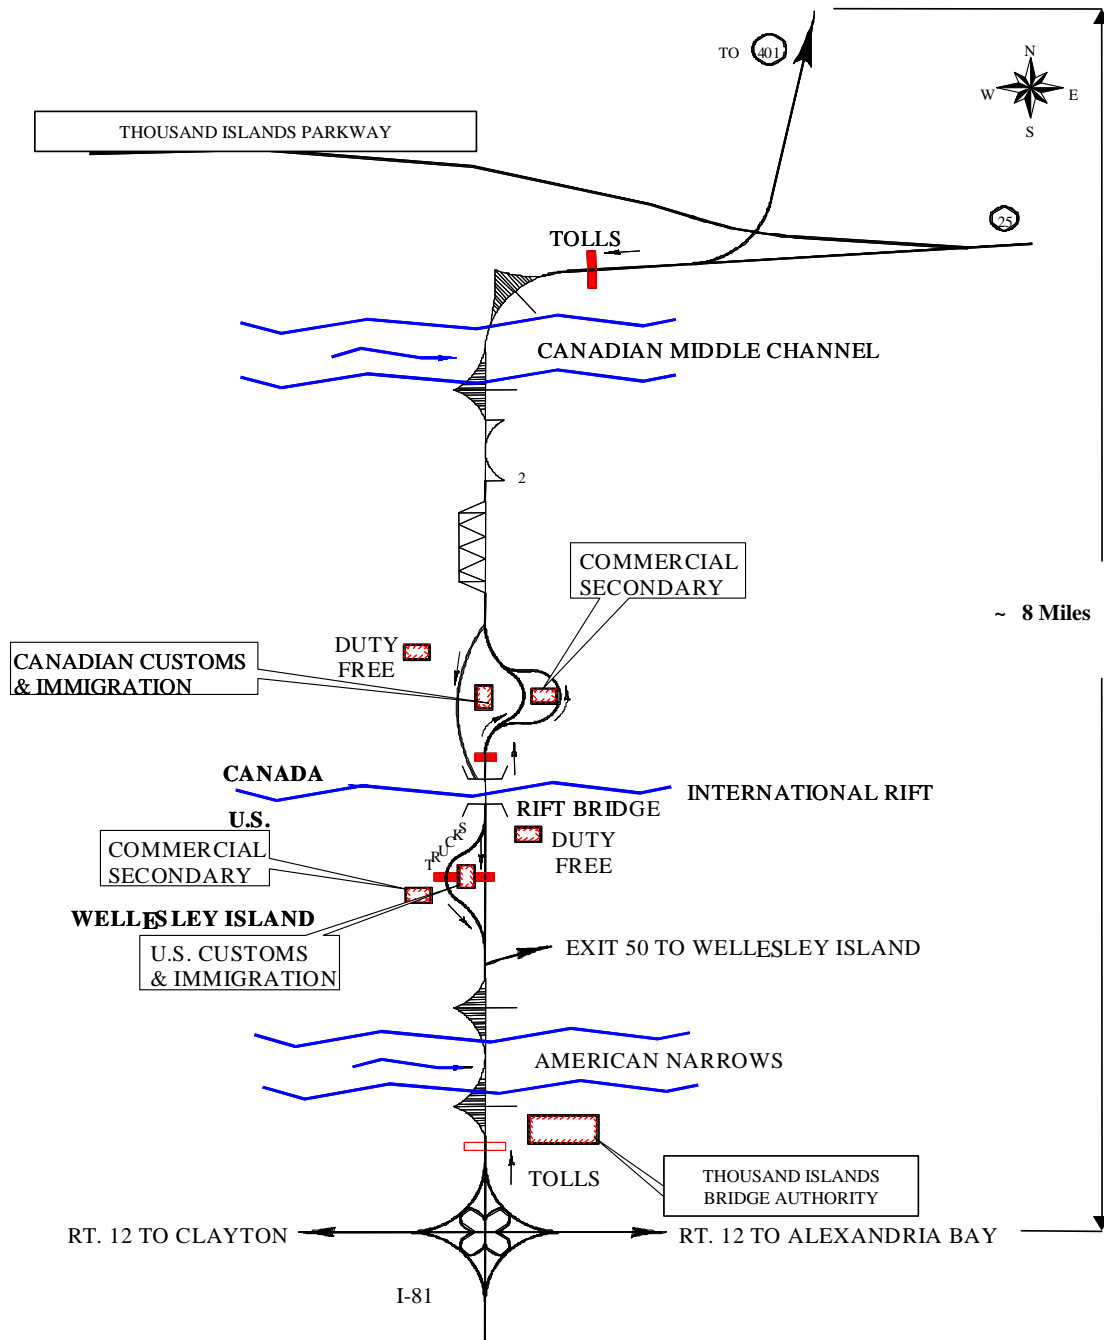 TO 401
N
W E
S
THOUSAND ISLANDS PARKWAY
25
TOLLS
CANADIAN MIDDLE CHANNEL
2
COMMERCIAL
SECONDARY
~ 8 Miles
DUTY
FREE
CANADIAN CUSTOMS
& IMMIGRATION
CANADA
INTERNATIONAL RIFT
RIFT BRIDGE
U.S.
TRUCKS
DUTY
FREE
COMMERCIAL
SECONDARY
WELLESLEY ISLAND
U.S. CUSTOMS
& IMMIGRATION
EXIT 50 TO WELLESLEY ISLAND
AMERICAN NARROWS
TOLLS
THOUSAND ISLANDS
BRIDGE AUTHORITY
RT. 12 TO CLAYTON
RT. 12 TO ALEXANDRIA BAY
I-81